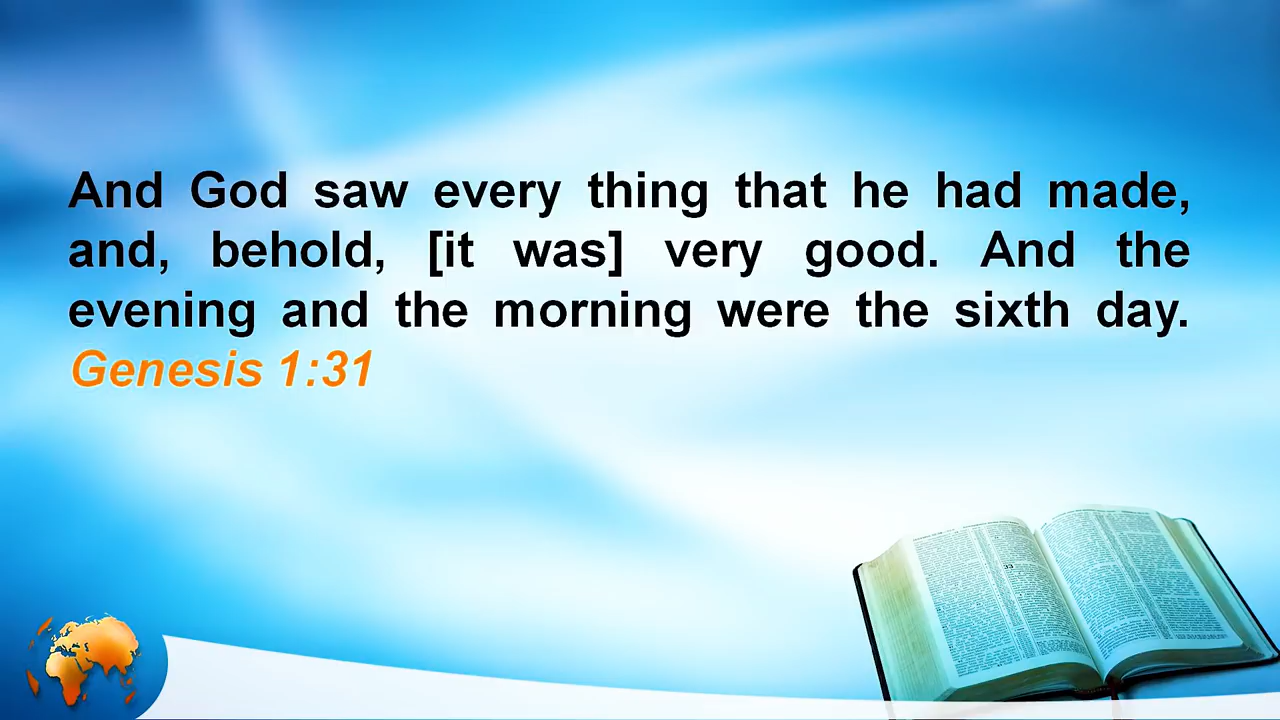 And God saw every thing that he had made,
and, behold, [it was] very good. And the
evening and the morning were the sixth day.
Genesis 1:31